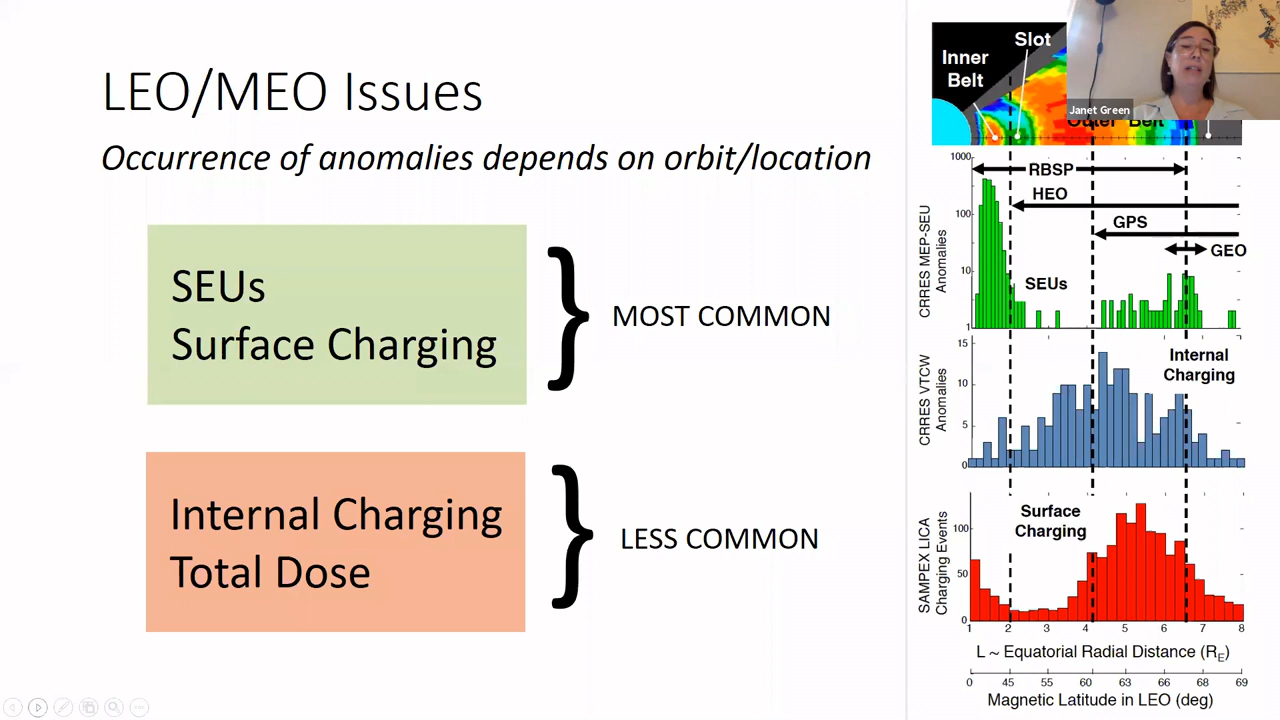 LEO/MEO Issues
Occurrence of anomalies depends on orbit/location
SEUs
Surface Charging
}
MOST COMMON
Internal Charging
Total Dose
}
LESS COMMON
Slot
Inner
Belt
Outer Belt
Janet Green
1000
100
10
1
CRRES MEP-SEU
Anomalies
RBSP
HEO
GPS
GEO
SEUs
15
10
5
0
CRRES VTCW
Anomalies
Internal
Charging
100
50
0
SAMPEX LICA
Charging Events
Surface
Charging
1 2 3 4 5 6 7 8
L ~ Equatorial Radial Distance (RE)
0 45 55 60 63 66 68 69
Magnetic Latitude in LEO (deg)